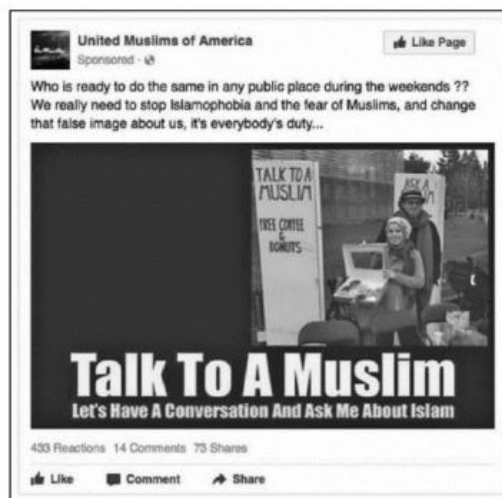 United Muslims of America
Like Page
Sponsored ·
Who is ready to do the same in any public place during the weekends ??
We really need to stop Islamophobia and the fear of Muslims, and change
that false image about us, it's everybody's duty...
TALK TO A
MUSLIM
FREE COFFEE
&
DONUTS
ASK A
Talk To A Muslim
Let's Have A Conversation And Ask Me About Islam
433 Reactions 14 Comments 73 Shares
Like Comment Share